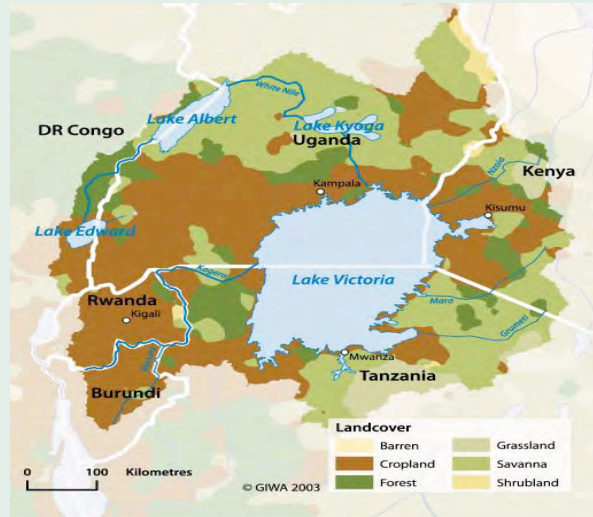 White Nile
Lake Albert
Lake Kyoga
DR Congo
Uganda
Nzoia
Kenya
Kampala
Kisumu
Lake Edward
Kagera
Lake Victoria
Rwanda
Mara
Kigali
Grumeti
Mwanza
Tanzania
Burundi
Landcover
Barren
Grassland
Cropland
Savanna
Forest
Shrubland
0 100 Kilometres
© GIWA 2003